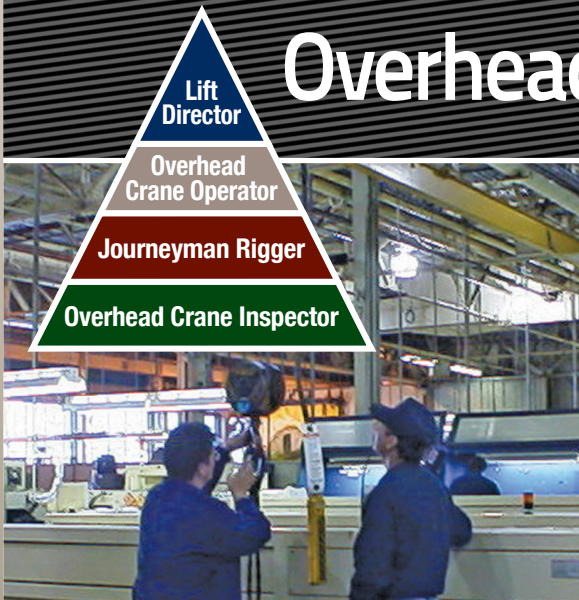 Overhead
Lift
Director
Overhead
Crane Operator
Journeyman Rigger
Overhead Crane Inspector